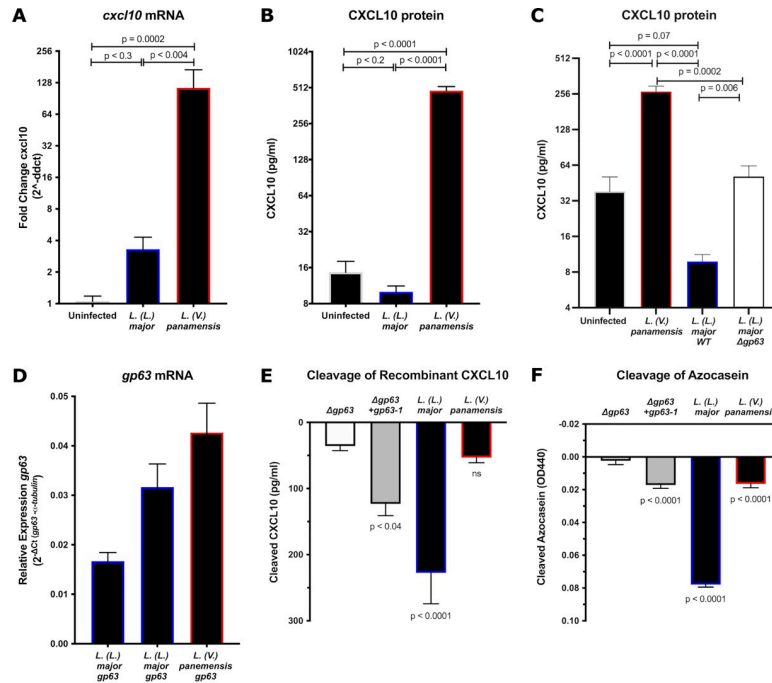 A
cxcl10 mRNA
p = 0.0002
p < 0.3
p < 0.004
Fold Change cxcl10
(2^-ddct)
256
128
64
32
16
8
4
2
1
Uninfected
L. (L.)
major
L. (V.)
panamensis
B
CXCL10 protein
p < 0.0001
p < 0.2
p < 0.0001
CXCL10 (pg/ml)
1024
512
256
128
64
32
16
8
Uninfected
L. (L.)
major
L. (V.)
panamensis
C
CXCL10 protein
p = 0.07
p < 0.0001
p < 0.0001
p = 0.0002
p = 0.006
CXCL10 (pg/ml)
512
256
128
64
32
16
8
4
Uninfected
L. (V.)
panamensis
L. (L.)
major
WT
L. (L.)
major
Δgp63
D
gp63 mRNA
Relative Expression gp63
(2-ΔCt (gp63 -α-tubulin)
0.05
0.04
0.03
0.02
0.01
0.00
L. (L.)
major
gp63
L. (L.)
major
gp63
L. (V.)
panemensis
gp63
E
Cleavage of Recombinant CXCL10
Δgp63
Δgp63
+gp63-1
L. (L.)
major
L. (V.)
panamensis
Cleaved CXCL10 (pg/ml)
0
100
200
300
p < 0.04
p < 0.0001
ns
F
Cleavage of Azocasein
Δgp63
Δgp63
+gp63-1
L. (L.)
major
L. (V.)
panamensis
Cleaved Azocasein (OD440)
-0.02
0.00
0.02
0.04
0.06
0.08
0.10
p < 0.0001
p < 0.0001
p < 0.0001